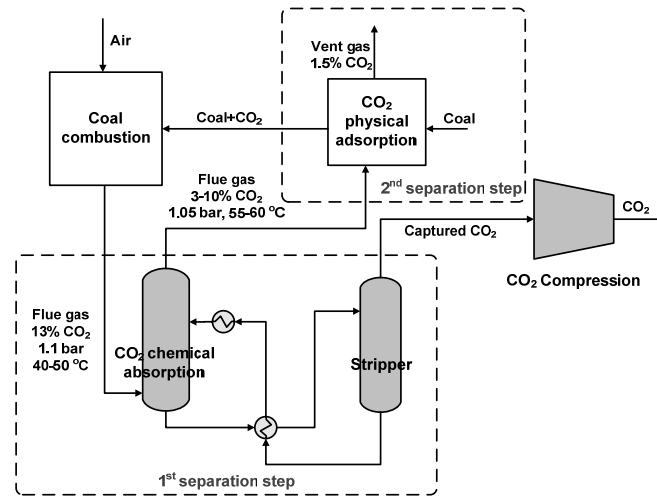 Air
Vent gas
1.5% CO₂
Coal
combustion
Coal+CO₂
CO₂
physical
adsorption
Coal
2nd separation step
Flue gas
3-10% CO₂
1.05 bar, 55-60 °C
Captured CO₂
CO₂
CO₂ Compression
Flue gas
13% CO₂
1.1 bar
40-50 °C
CO₂ chemical
absorption
Stripper
1st separation step